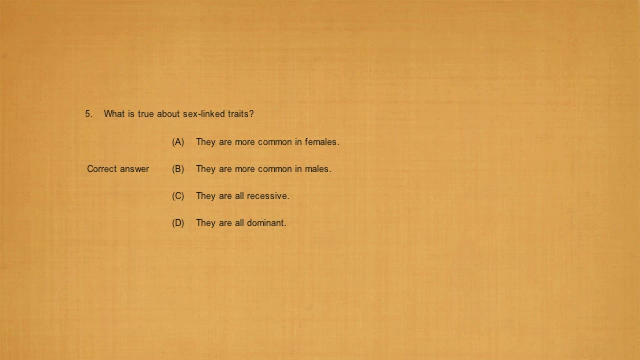 5. What is true about sex-linked traits?
(A) They are more common in females.
Correct answer (B) They are more common in males.
(C) They are all recessive.
(D) They are all dominant.